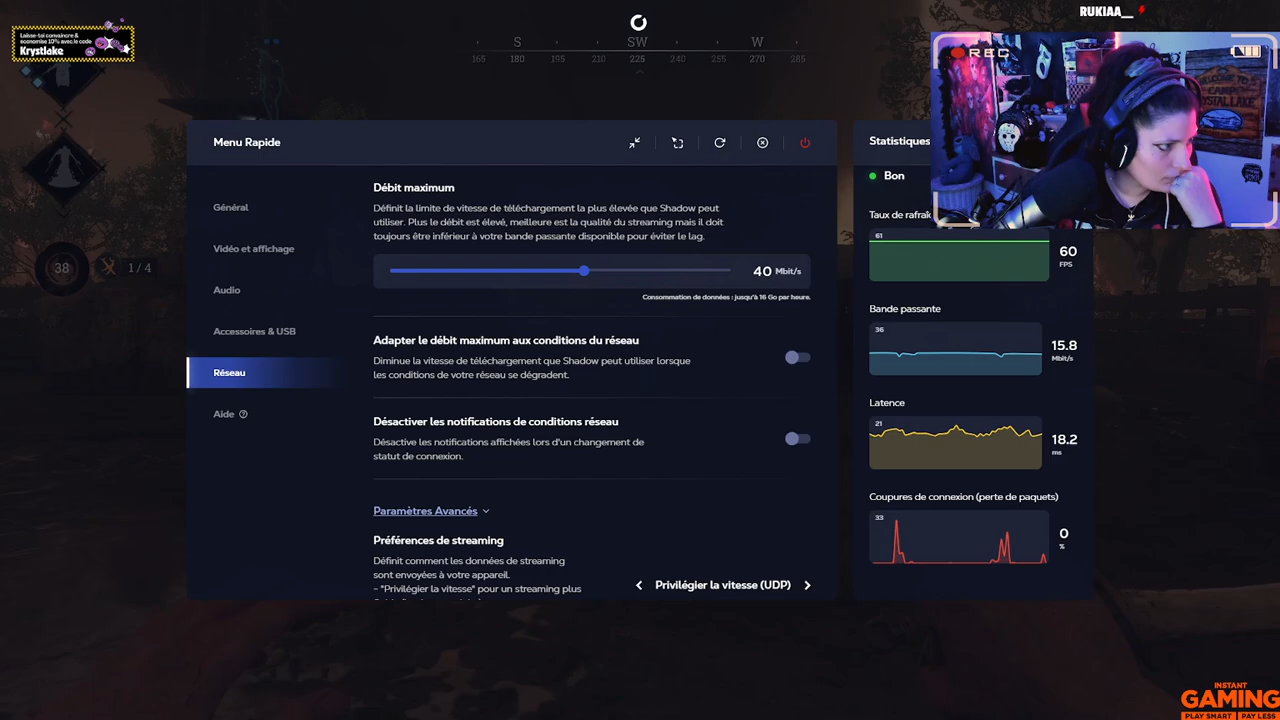 Laisse-toi convaincre &
économise 10% avec le code
Krystlake
RUKIAA__
S SW W
165 180 195 210 225 240 255 270 285
REC
WELCOME TO
CAMP
CRYSTAL LAKE
38
1 / 4
Menu Rapide
Général
Vidéo et affichage
Audio
Accessoires & USB
Réseau
Aide
Débit maximum
Définit la limite de vitesse de téléchargement la plus élevée que Shadow peut
utiliser. Plus le débit est élevé, meilleure est la qualité du streaming mais il doit
toujours être inférieur à votre bande passante disponible pour éviter le lag.
40 Mbit/s
Consommation de données : jusqu'à 16 Go par heure.
Adapter le débit maximum aux conditions du réseau
Diminue la vitesse de téléchargement que Shadow peut utiliser lorsque
les conditions de votre réseau se dégradent.
Désactiver les notifications de conditions réseau
Désactive les notifications affichées lors d'un changement de
statut de connexion.
Paramètres Avancés
Préférences de streaming
Définit comment les données de streaming
sont envoyées à votre appareil.
- "Privilégier la vitesse" pour un streaming plus
Privilégier la vitesse (UDP)
Statistiques
Bon
Taux de rafraî
61
60
FPS
Bande passante
36
15.8
Mbit/s
Latence
21
18.2
ms
Coupures de connexion (perte de paquets)
33
0
%
INSTANT
GAMING
PLAY SMART | PAY LESS